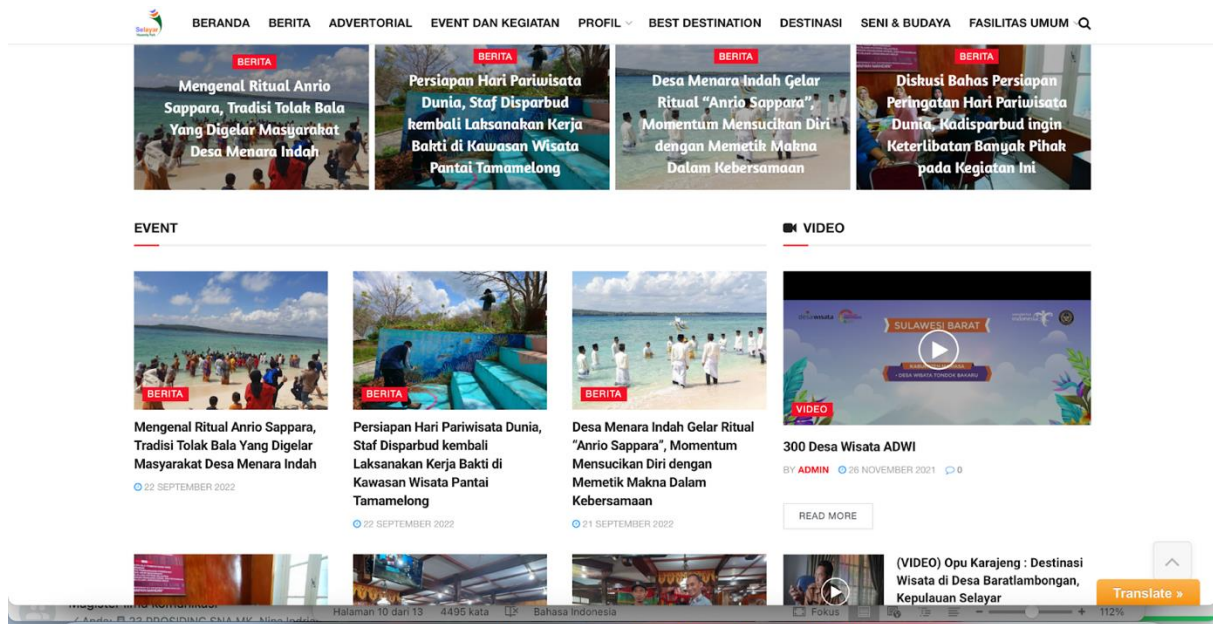 Selayar
BERANDA BERITA ADVERTORIAL EVENT DAN KEGIATAN PROFIL BEST DESTINATION DESTINASI SENI & BUDAYA FASILITAS UMUM
BERITA
Mengenal Ritual Anrio
Sappara, Tradisi Tolak Bala
Yang Digelar Masyarakat
Desa Menara Indah
BERITA
Persiapan Hari Pariwisata
Dunia, Staf Disparbud
kembali Laksanakan Kerja
Bakti di Kawasan Wisata
Pantai Tamamelong
BERITA
Desa Menara Indah Gelar
Ritual “Anrio Sappara”,
Momentum Mensucikan Diri
dengan Memetik Makna
Dalam Kebersamaan
BERITA
Diskusi Bahas Persiapan
Peringatan Hari Pariwisata
Dunia, Kadisparbud ingin
Keterlibatan Banyak Pihak
pada Kegiatan Ini
EVENT
BERITA
Mengenal Ritual Anrio Sappara,
Tradisi Tolak Bala Yang Digelar
Masyarakat Desa Menara Indah
22 SEPTEMBER 2022
BERITA
Persiapan Hari Pariwisata Dunia,
Staf Disparbud kembali
Laksanakan Kerja Bakti di
Kawasan Wisata Pantai
Tamamelong
22 SEPTEMBER 2022
BERITA
Desa Menara Indah Gelar Ritual
“Anrio Sappara”, Momentum
Mensucikan Diri dengan
Memetik Makna Dalam
Kebersamaan
21 SEPTEMBER 2022
VIDEO
SULAWESI BARAT
• DESA WISATA TONDOK BAKARU
VIDEO
300 Desa Wisata ADWI
BY ADMIN 26 NOVEMBER 2021 0
READ MORE
(VIDEO) Opu Karajeng : Destinasi
Wisata di Desa Baratlambongan,
Kepulauan Selayar
Translate »
Halaman 10 dari 13 4495 kata Bahasa Indonesia Fokus 112%